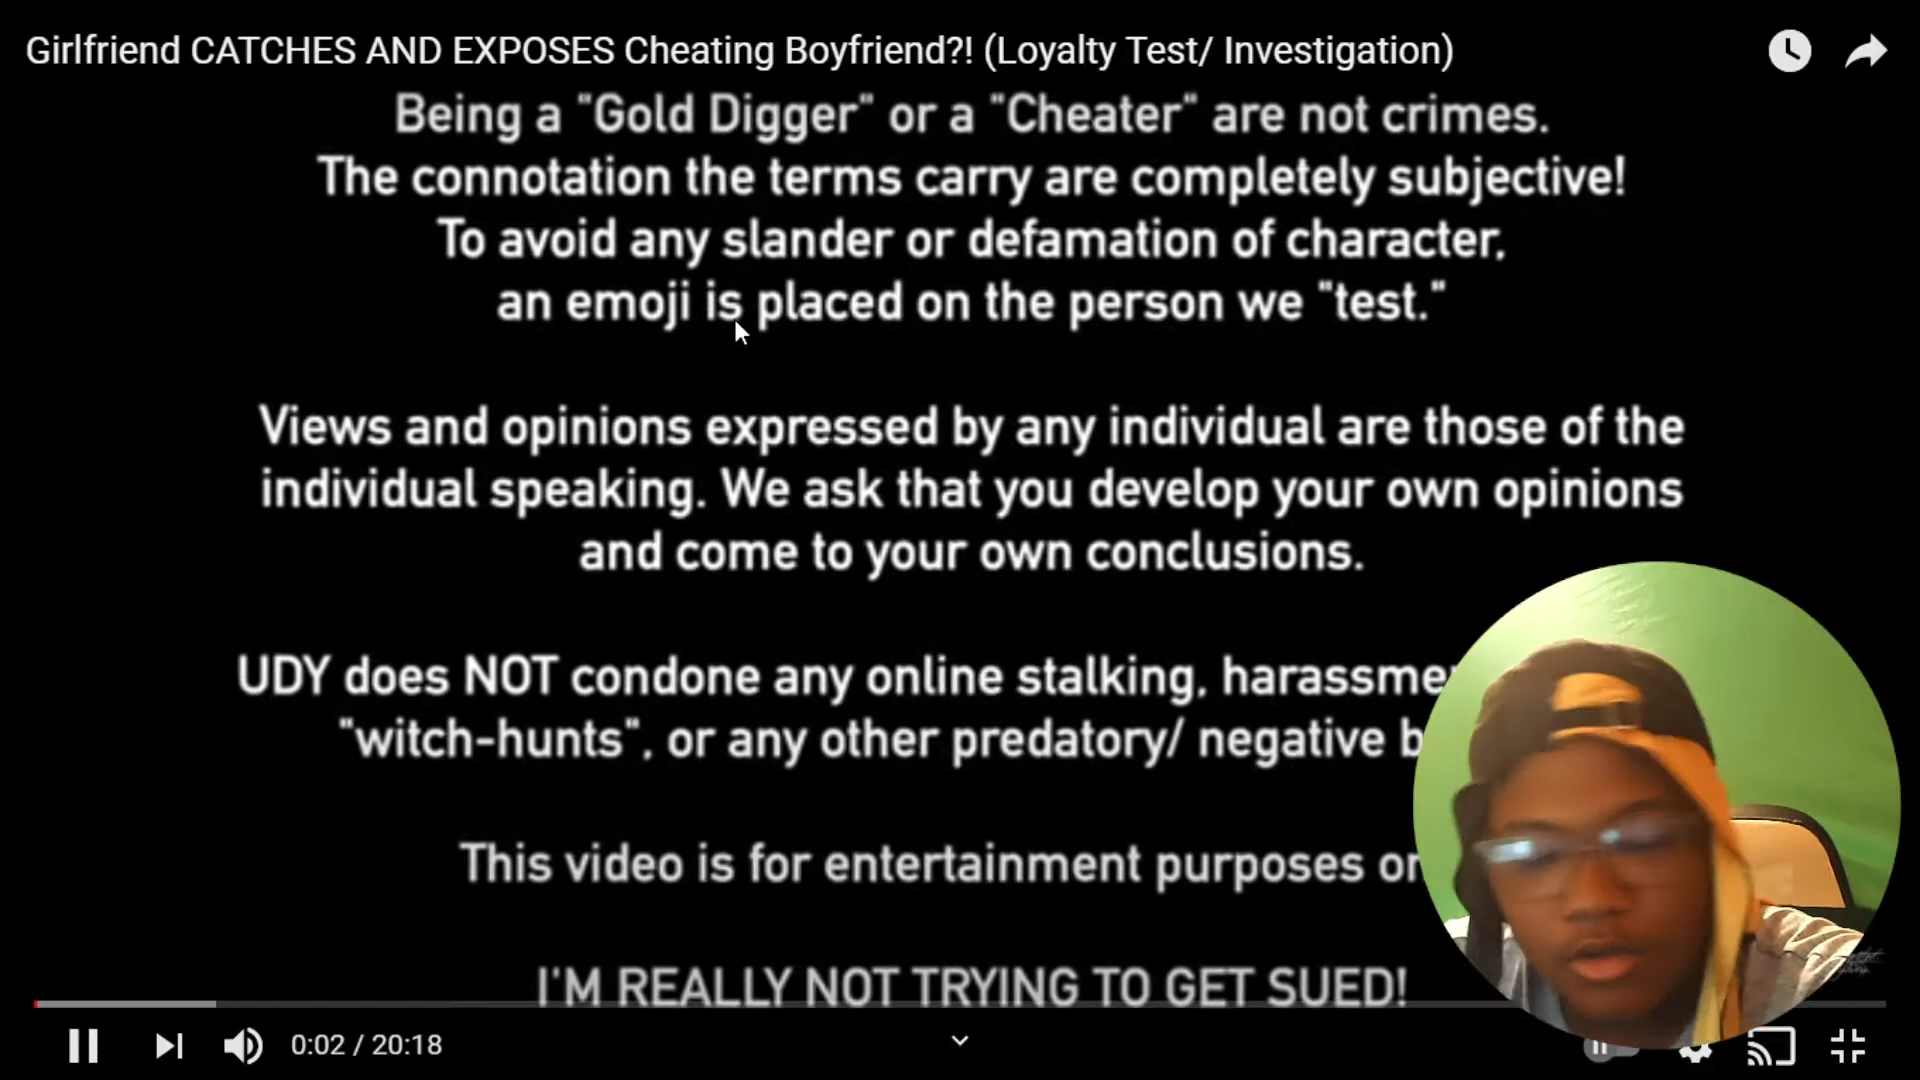 Girlfriend CATCHES AND EXPOSES Cheating Boyfriend?! (Loyalty Test/ Investigation)
Being a "Gold Digger" or a "Cheater" are not crimes.
The connotation the terms carry are completely subjective!
To avoid any slander or defamation of character,
an emoji is placed on the person we "test."
Views and opinions expressed by any individual are those of the
individual speaking. We ask that you develop your own opinions
and come to your own conclusions.
UDY does NOT condone any online stalking,
"witch-hunts", or any other predatory/ negative
This video is for entertainment purposes
I'M REALLY NOT TRYING TO GET SUED!
0:02 / 20:18